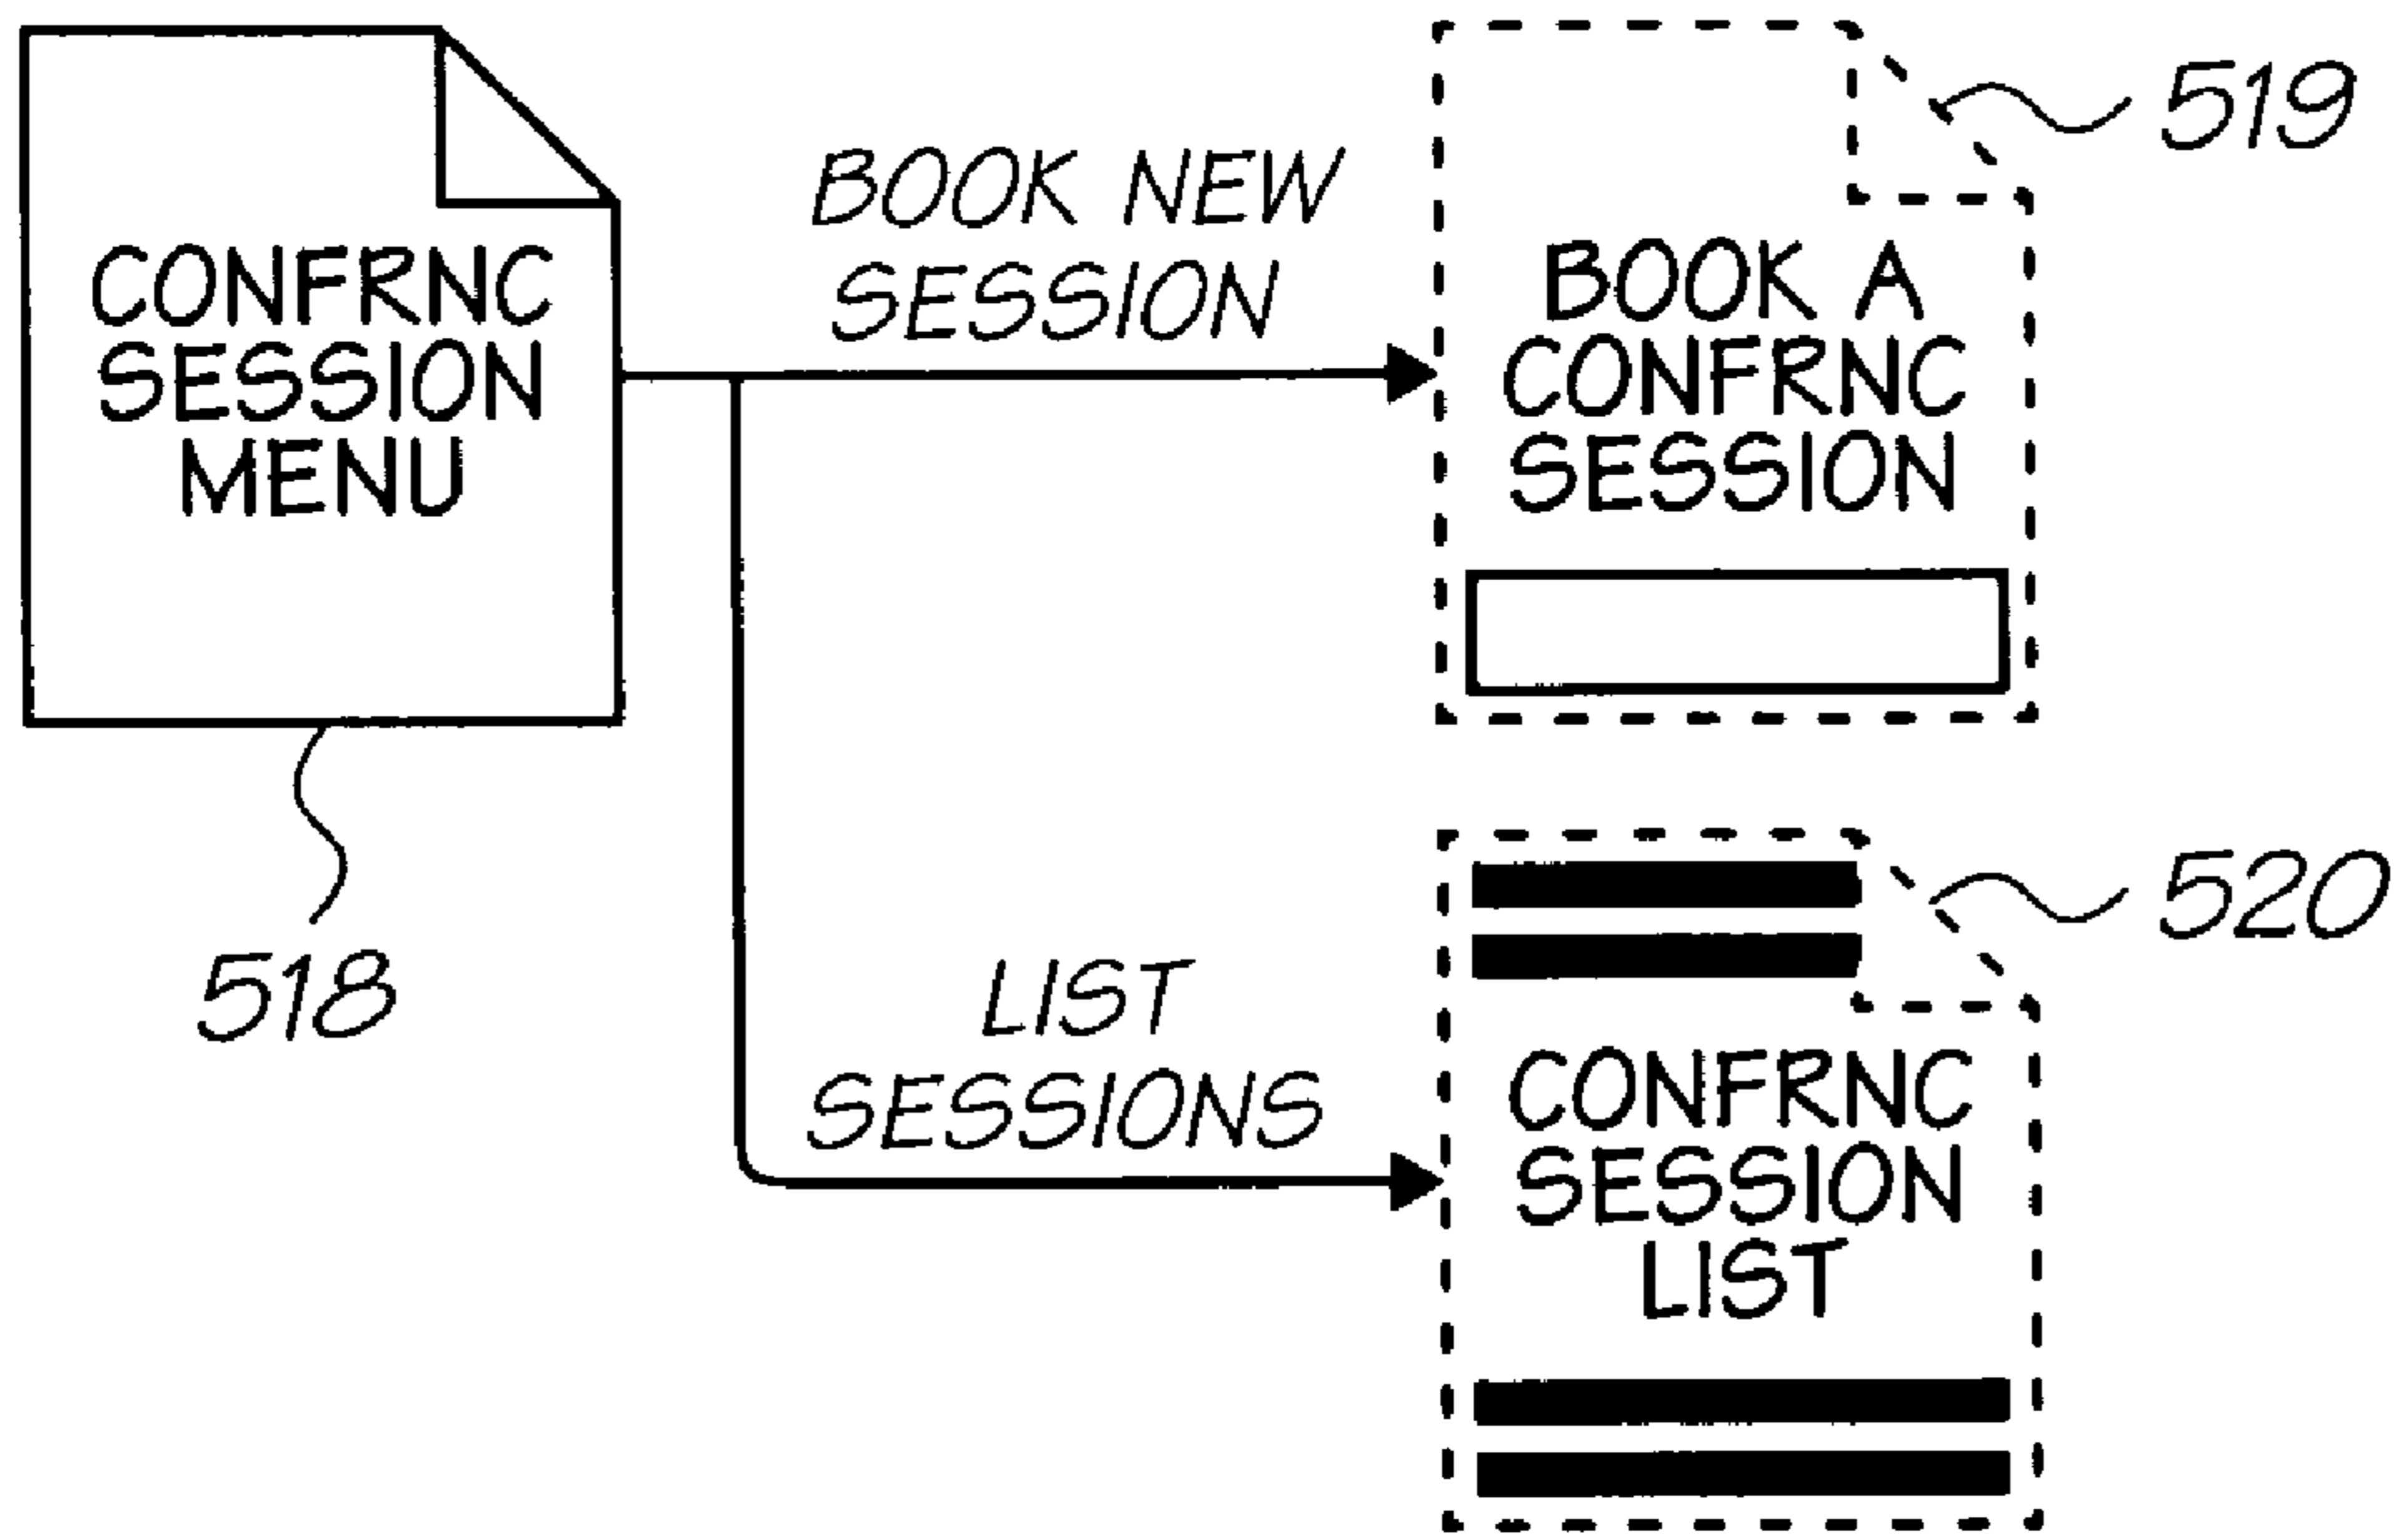 CONFRNC
SESSION
MENU
518
BOOK NEW
SESSION
BOOK A
CONFRNC
SESSION
519
LIST
SESSIONS
CONFRNC
SESSION
LIST
520